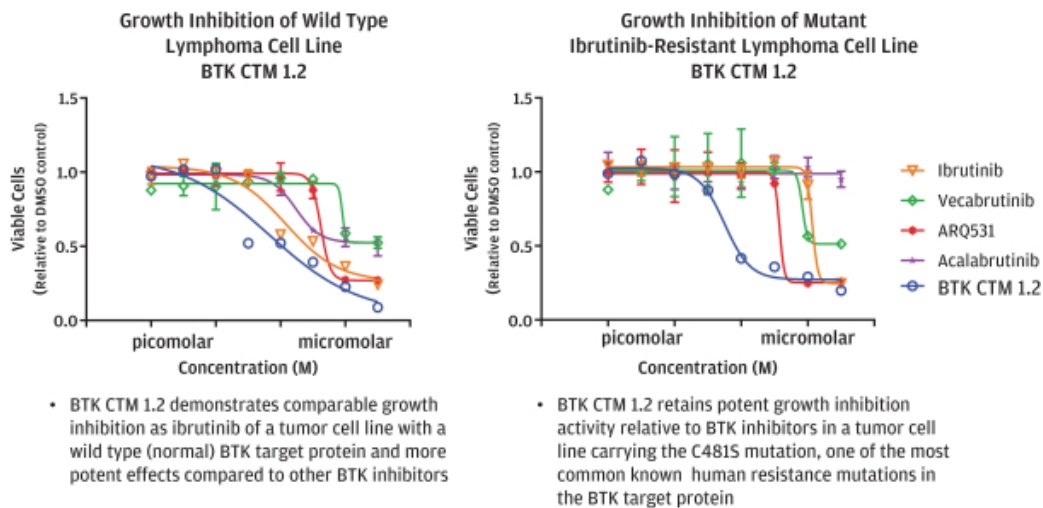 Growth Inhibition of Wild Type
Lymphoma Cell Line
BTK CTM 1.2
1.5
1.0
0.5
0.0
Viable Cells
(Relative to DMSO control)
picomolar
micromolar
Concentration (M)
• BTK CTM 1.2 demonstrates comparable growth
inhibition as ibrutinib of a tumor cell line with a
wild type (normal) BTK target protein and more
potent effects compared to other BTK inhibitors
Growth Inhibition of Mutant
Ibrutinib-Resistant Lymphoma Cell Line
BTK CTM 1.2
1.5
1.0
0.5
0.0
Viable Cells
(Relative to DMSO control)
picomolar
micromolar
Concentration (M)
Ibrutinib
Vecabrutinib
ARQ531
Acalabrutinib
BTK CTM 1.2
• BTK CTM 1.2 retains potent growth inhibition
activity relative to BTK inhibitors in a tumor cell
line carrying the C481S mutation, one of the most
common known human resistance mutations in
the BTK target protein